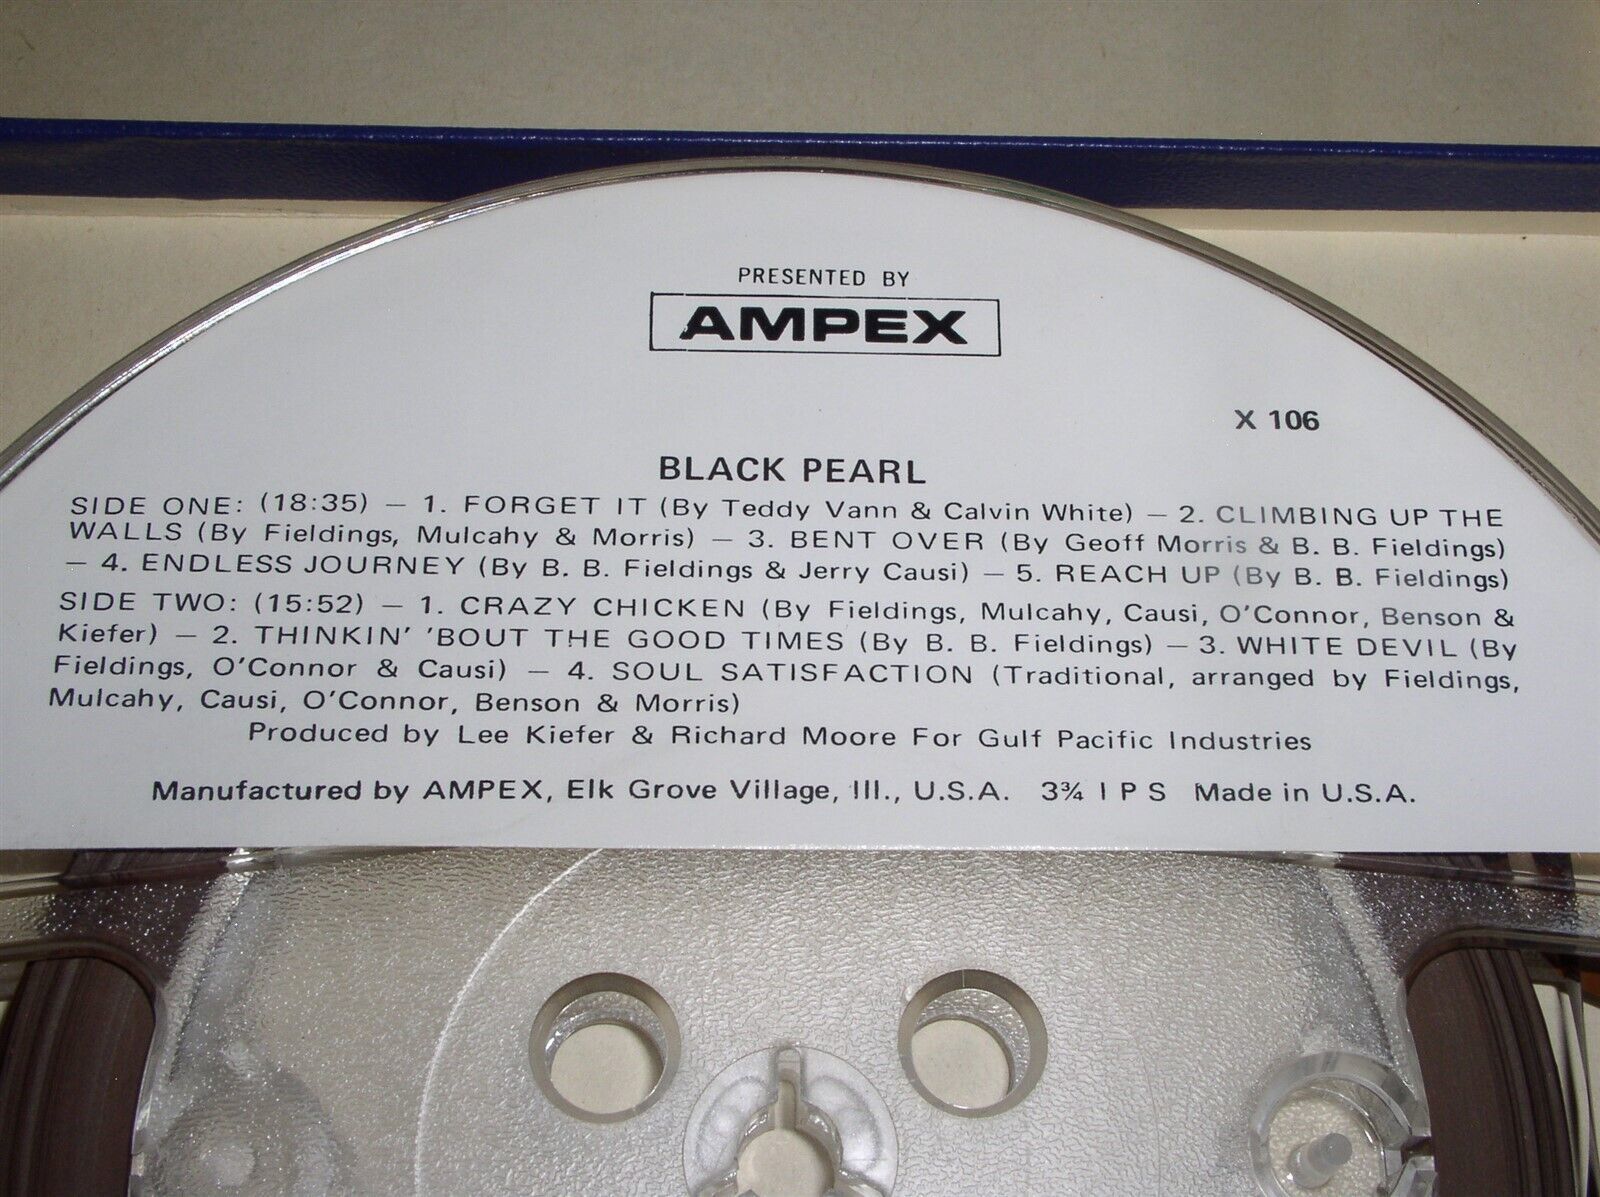 PRESENTED BY
AMPEX
X 106
BLACK PEARL
SIDE ONE: (18:35) — 1. FORGET IT (By Teddy Vann & Calvin White) — 2. CLIMBING UP THE
WALLS (By Fieldings, Mulcahy & Morris) — 3. BENT OVER (By Geoff Morris & B. B. Fieldings)
— 4. ENDLESS JOURNEY (By B. B. Fieldings & Jerry Causi) — 5. REACH UP (By B. B. Fieldings)
SIDE TWO: (15:52) — 1. CRAZY CHICKEN (By Fieldings, Mulcahy, Causi, O'Connor, Benson &
Kiefer) — 2. THINKIN' 'BOUT THE GOOD TIMES (By B. B. Fieldings) — 3. WHITE DEVIL (By
Fieldings, O'Connor & Causi) — 4. SOUL SATISFACTION (Traditional, arranged by Fieldings,
Mulcahy, Causi, O'Connor, Benson & Morris)
Produced by Lee Kiefer & Richard Moore For Gulf Pacific Industries
Manufactured by AMPEX, Elk Grove Village, Ill., U.S.A. 3¾ I P S Made in U.S.A.